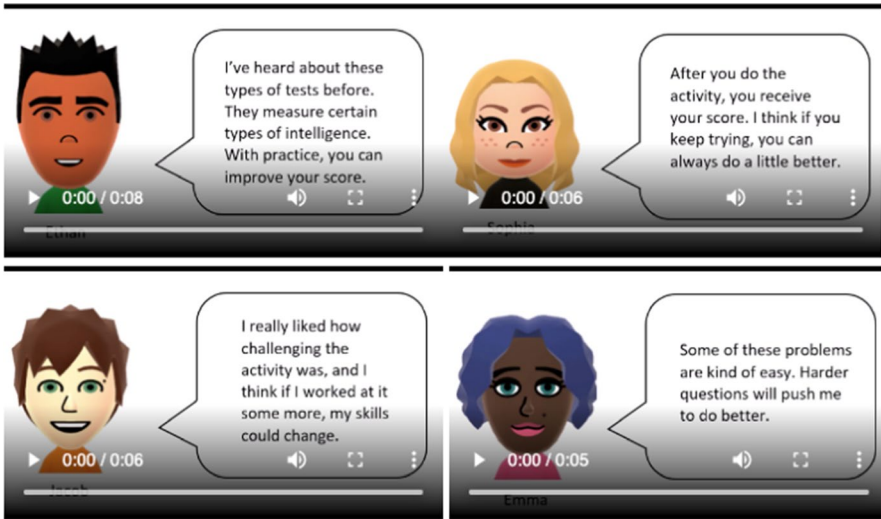 I've heard about these
types of tests before.
They measure certain
types of intelligence.
With practice, you can
improve your score.
0:00 / 0:08
Ethan
After you do the
activity, you receive
your score. I think if you
keep trying, you can
always do a little better.
0:00 / 0:06
Sophia
I really liked how
challenging the
activity was, and I
think if I worked at it
some more, my skills
could change.
0:00 / 0:06
Jacob
Some of these problems
are kind of easy. Harder
questions will push me
to do better.
0:00 / 0:05
Emma